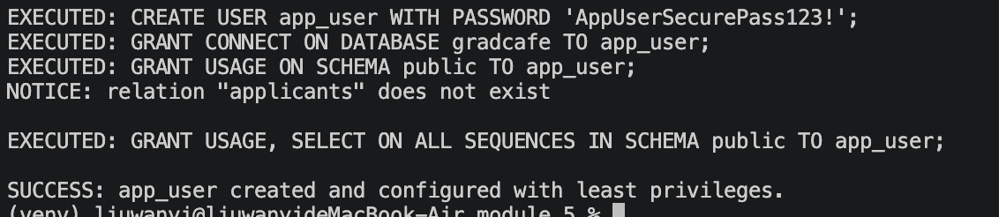 EXECUTED: CREATE USER app_user WITH PASSWORD 'AppUserSecurePass123!';
EXECUTED: GRANT CONNECT ON DATABASE gradcafe TO app_user;
EXECUTED: GRANT USAGE ON SCHEMA public TO app_user;
NOTICE: relation "applicants" does not exist
EXECUTED: GRANT USAGE, SELECT ON ALL SEQUENCES IN SCHEMA public TO app_user;
SUCCESS: app_user created and configured with least privileges.
(venv) liuwanyi@liuwanyideMacBook-Air module_5 %